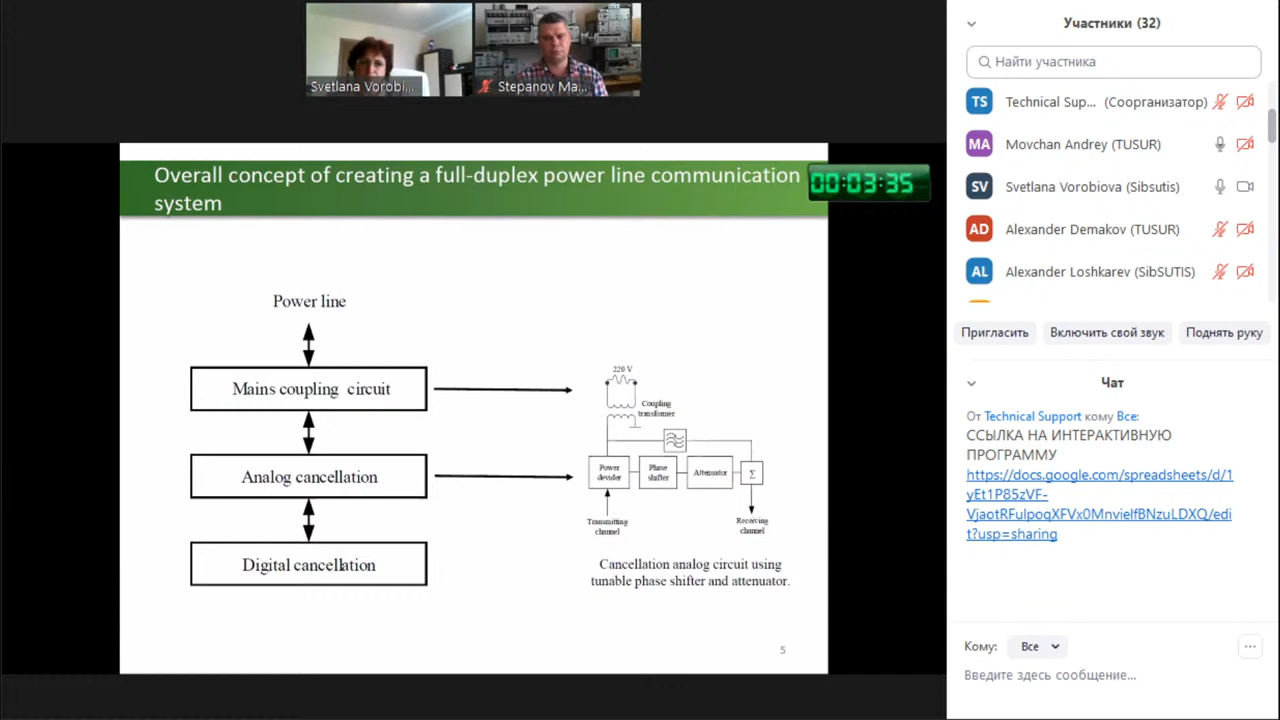 Svetlana Vorobi...
Stepanov Ma...
Overall concept of creating a full-duplex power line communication
system
00:03:35
Power line
Mains coupling circuit
Analog cancellation
Digital cancellation
220 V
Coupling
transformer
Power
devider
Phase
shifter
Attenuator
Σ
Transmitting
channel
Receiving
channel
Cancellation analog circuit using
tunable phase shifter and attenuator.
5
Участники (32)
Найти участника
TS Technical Sup... (Соорганизатор)
MA Movchan Andrey (TUSUR)
SV Svetlana Vorobiova (Sibsutis)
AD Alexander Demakov (TUSUR)
AL Alexander Loshkarev (SibSUTIS)
Пригласить Включить свой звук Поднять руку
Чат
От Technical Support кому Все:
ССЫЛКА НА ИНТЕРАКТИВНУЮ
ПРОГРАММУ
https://docs.google.com/spreadsheets/d/1
yEt1P85zVF-
VjaotRFuIpoqXFVx0MnvielfBNzuLDXQ/edi
t?usp=sharing
Кому: Все
Введите здесь сообщение...